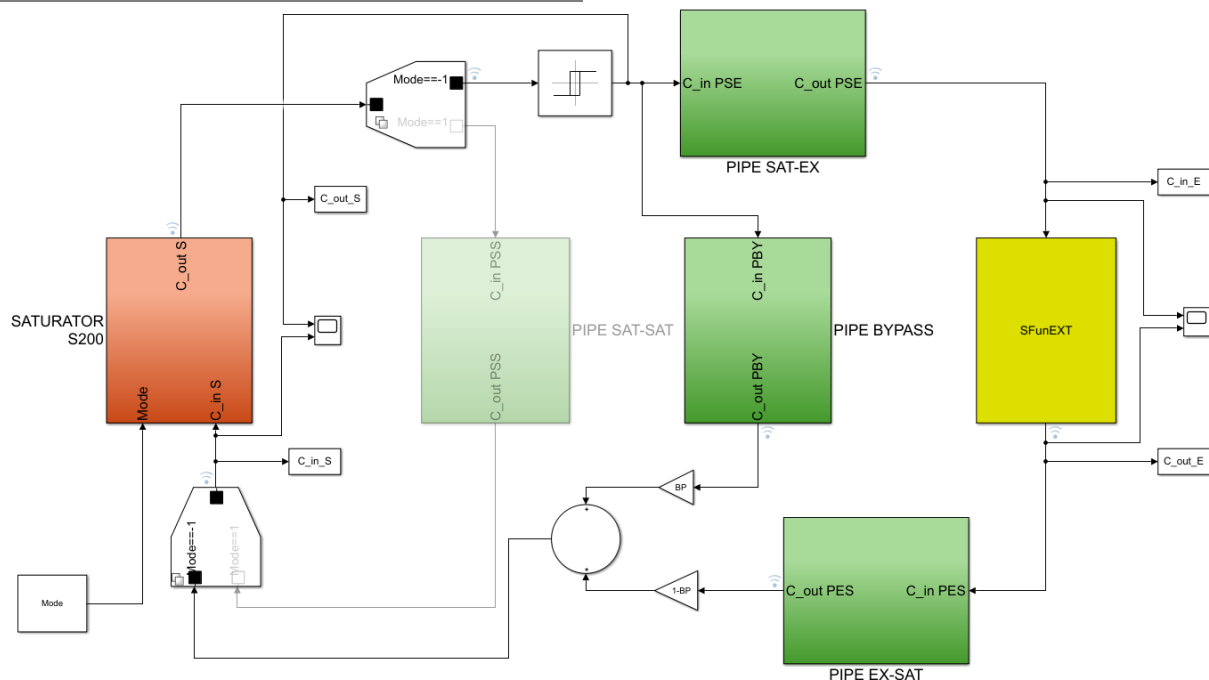 Mode==-1
Mode==1
C_in PSE
C_out PSE
PIPE SAT-EX
C_in_E
C_out_S
C_out S
SATURATOR
S200
Mode
C_in S
C_in PSS
C_out PSS
PIPE SAT-SAT
C_in PBY
C_out PBY
PIPE BYPASS
SFunEXT
C_in_S
C_out_E
BP
Mode==-1
Mode==1
Mode
1-BP
C_out PES
C_in PES
PIPE EX-SAT